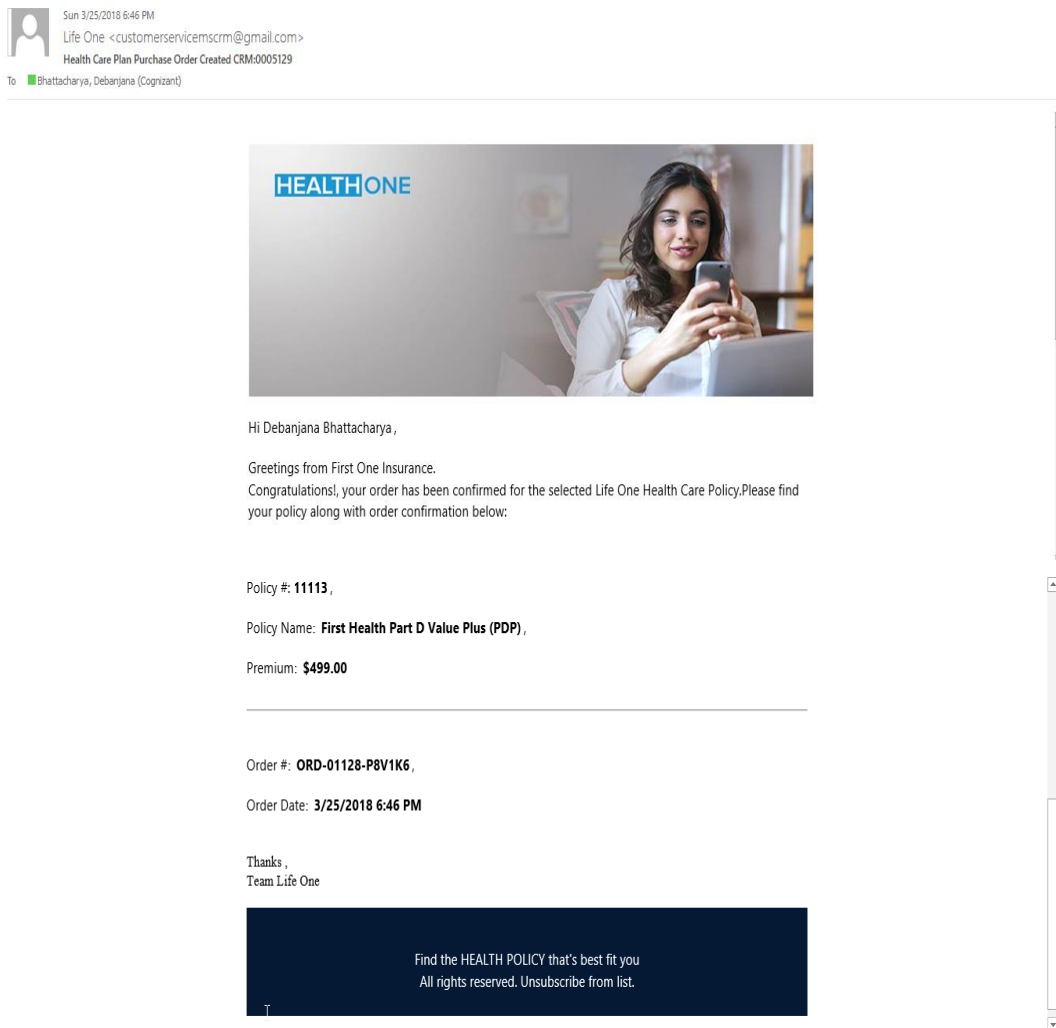 Sun 3/25/2018 6:46 PM
Life One <customerservicemscrm@gmail.com>
Health Care Plan Purchase Order Created CRM:0005129
To Bhattacharya, Debanjana (Cognizant)
HEALTH ONE
Hi Debanjana Bhattacharya ,
Greetings from First One Insurance.
Congratulations!, your order has been confirmed for the selected Life One Health Care Policy.Please find
your policy along with order confirmation below:
Policy #: 11113 ,
Policy Name: First Health Part D Value Plus (PDP) ,
Premium: $499.00
Order #: ORD-01128-P8V1K6 ,
Order Date: 3/25/2018 6:46 PM
Thanks ,
Team Life One
Find the HEALTH POLICY that's best fit you
All rights reserved. Unsubscribe from list.